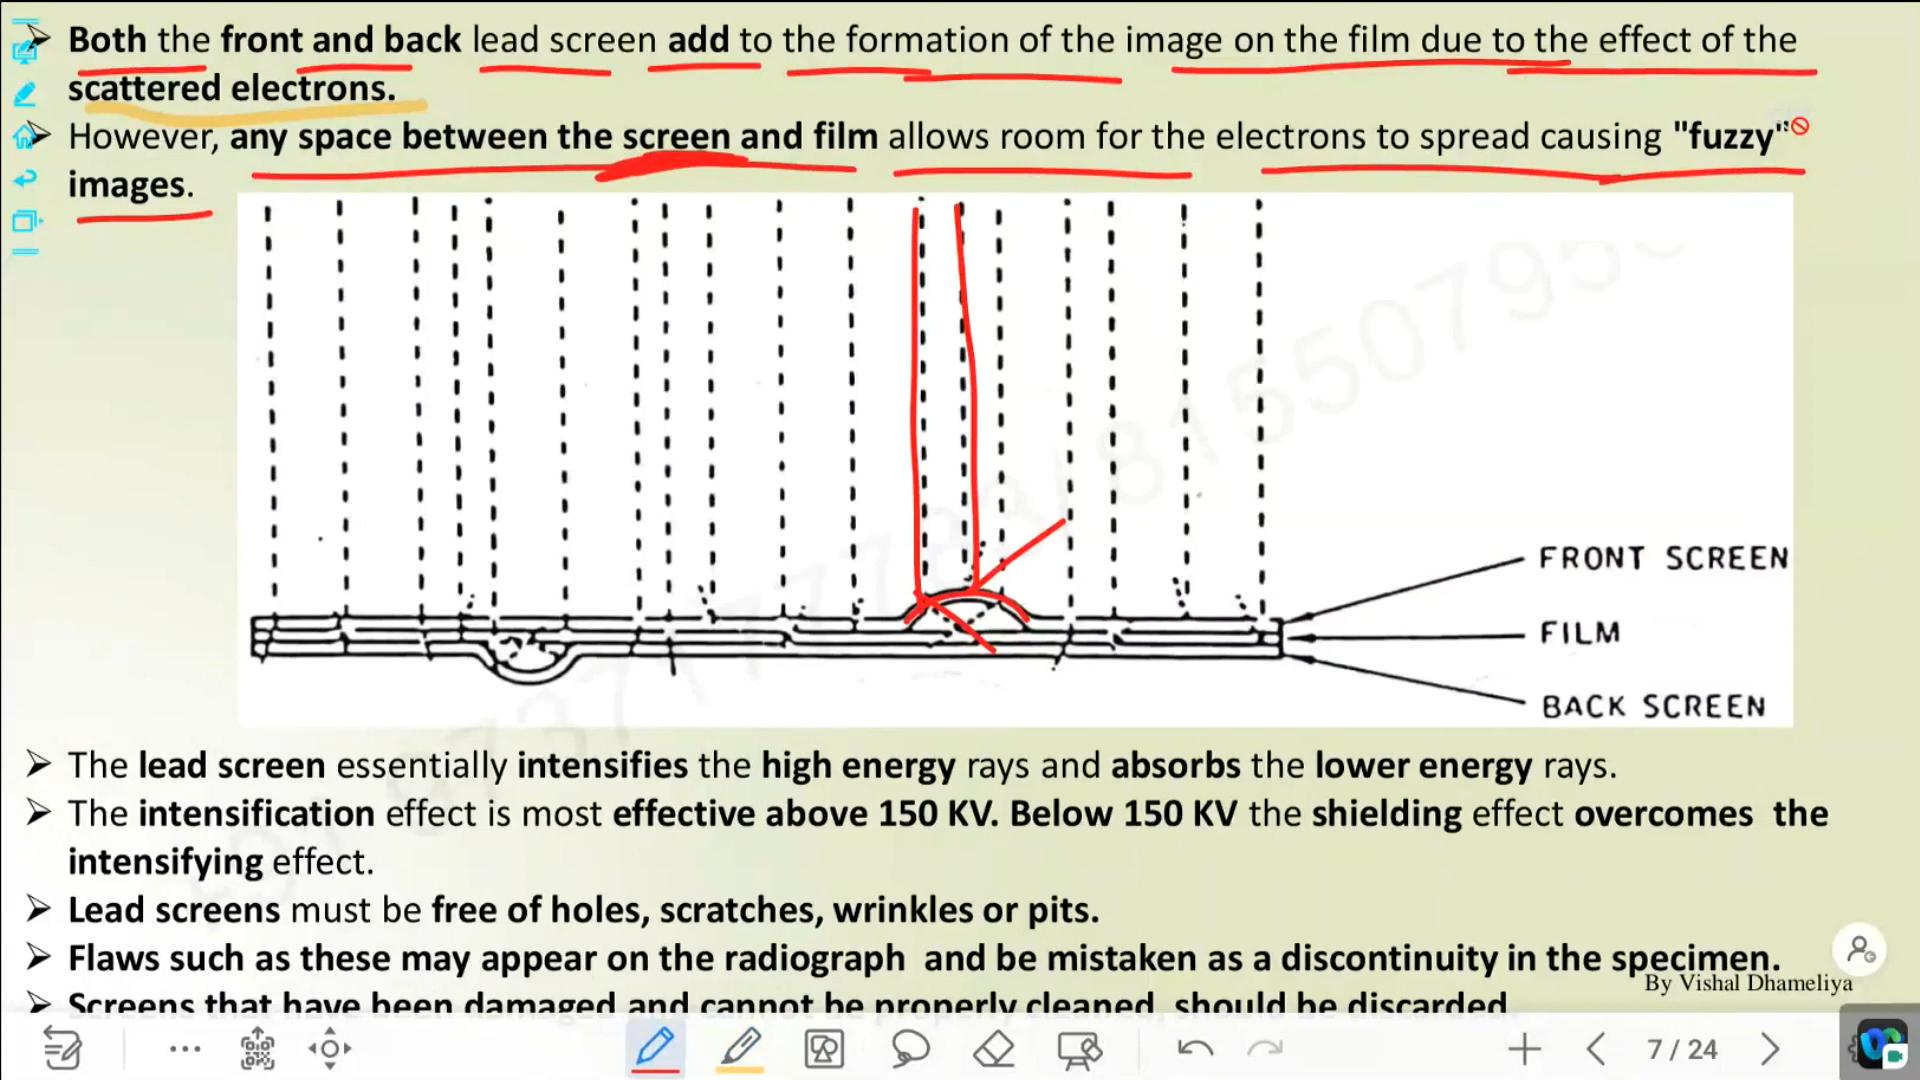 Both the front and back lead screen add to the formation of the image on the film due to the effect of the
scattered electrons.
However, any space between the screen and film allows room for the electrons to spread causing "fuzzy"
images.
FRONT SCREEN
FILM
BACK SCREEN
The lead screen essentially intensifies the high energy rays and absorbs the lower energy rays.
The intensification effect is most effective above 150 KV. Below 150 KV the shielding effect overcomes the
intensifying effect.
Lead screens must be free of holes, scratches, wrinkles or pits.
Flaws such as these may appear on the radiograph and be mistaken as a discontinuity in the specimen.
By Vishal Dhameliya
Screens that have been damaged and cannot be properly cleaned, should be discarded.
7 / 24